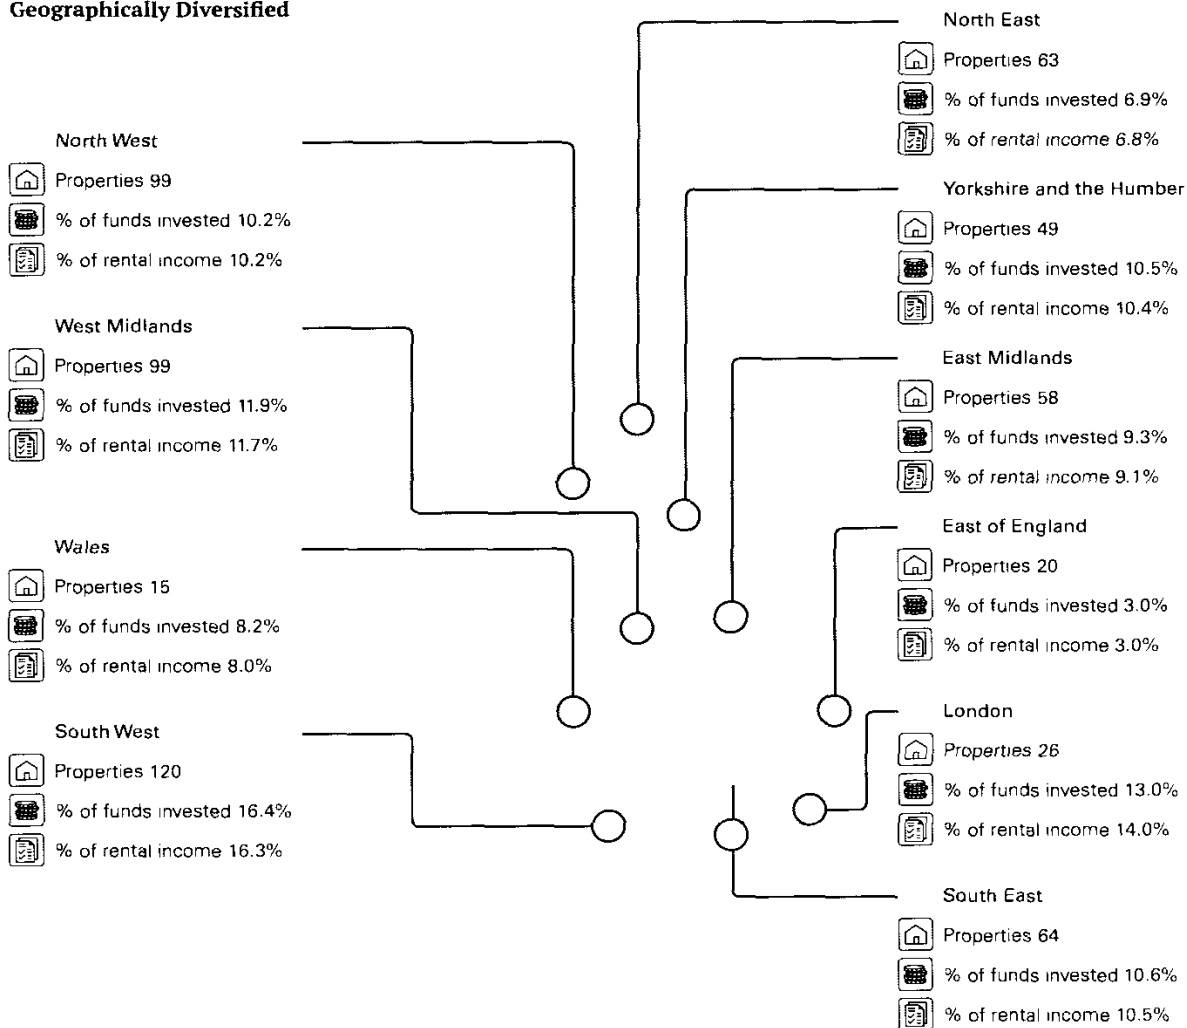 Geographically Diversified
North West
Properties 99
% of funds invested 10.2%
% of rental income 10.2%
West Midlands
Properties 99
% of funds invested 11.9%
% of rental income 11.7%
Wales
Properties 15
% of funds invested 8.2%
% of rental income 8.0%
South West
Properties 120
% of funds invested 16.4%
% of rental income 16.3%
North East
Properties 63
% of funds invested 6.9%
% of rental income 6.8%
Yorkshire and the Humber
Properties 49
% of funds invested 10.5%
% of rental income 10.4%
East Midlands
Properties 58
% of funds invested 9.3%
% of rental income 9.1%
East of England
Properties 20
% of funds invested 3.0%
% of rental income 3.0%
London
Properties 26
% of funds invested 13.0%
% of rental income 14.0%
South East
Properties 64
% of funds invested 10.6%
% of rental income 10.5%